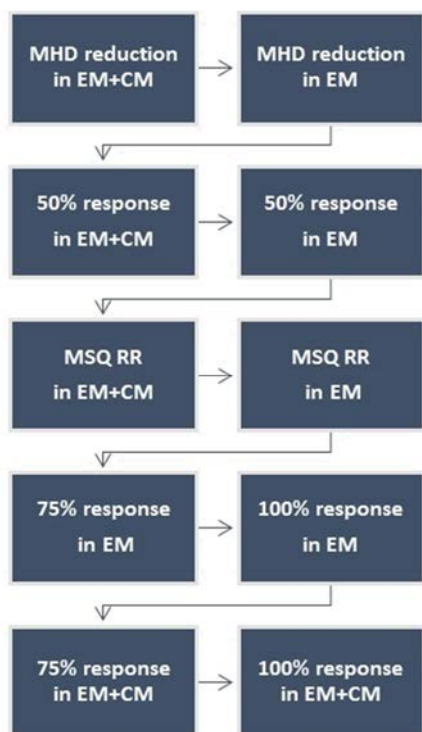 MHD reduction
in EM+CM
MHD reduction
in EM
50% response
in EM+CM
50% response
in EM
MSQ RR
in EM+CM
MSQ RR
in EM
75% response
in EM
100% response
in EM
75% response
in EM+CM
100% response
in EM+CM